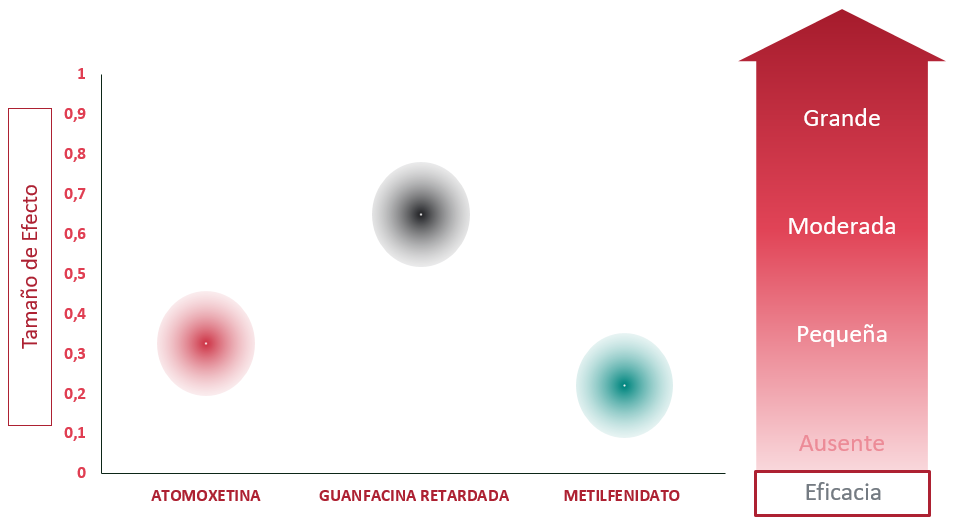 Tamaño de Efecto
1
0,9
0,8
0,7
0,6
0,5
0,4
0,3
0,2
0,1
0
ATOMOXETINA
GUANFACINA RETARDADA
METILFENIDATO
Grande
Moderada
Pequeña
Ausente
Eficacia